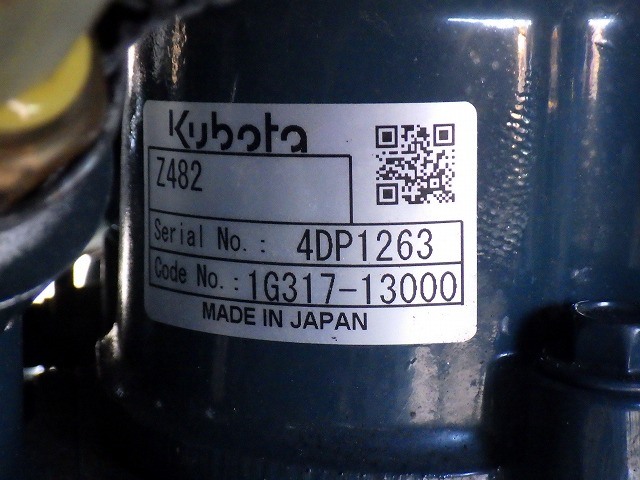 Kubota
Z482
Serial No.: 4DP1263
Code No.: 1G317-13000
MADE IN JAPAN